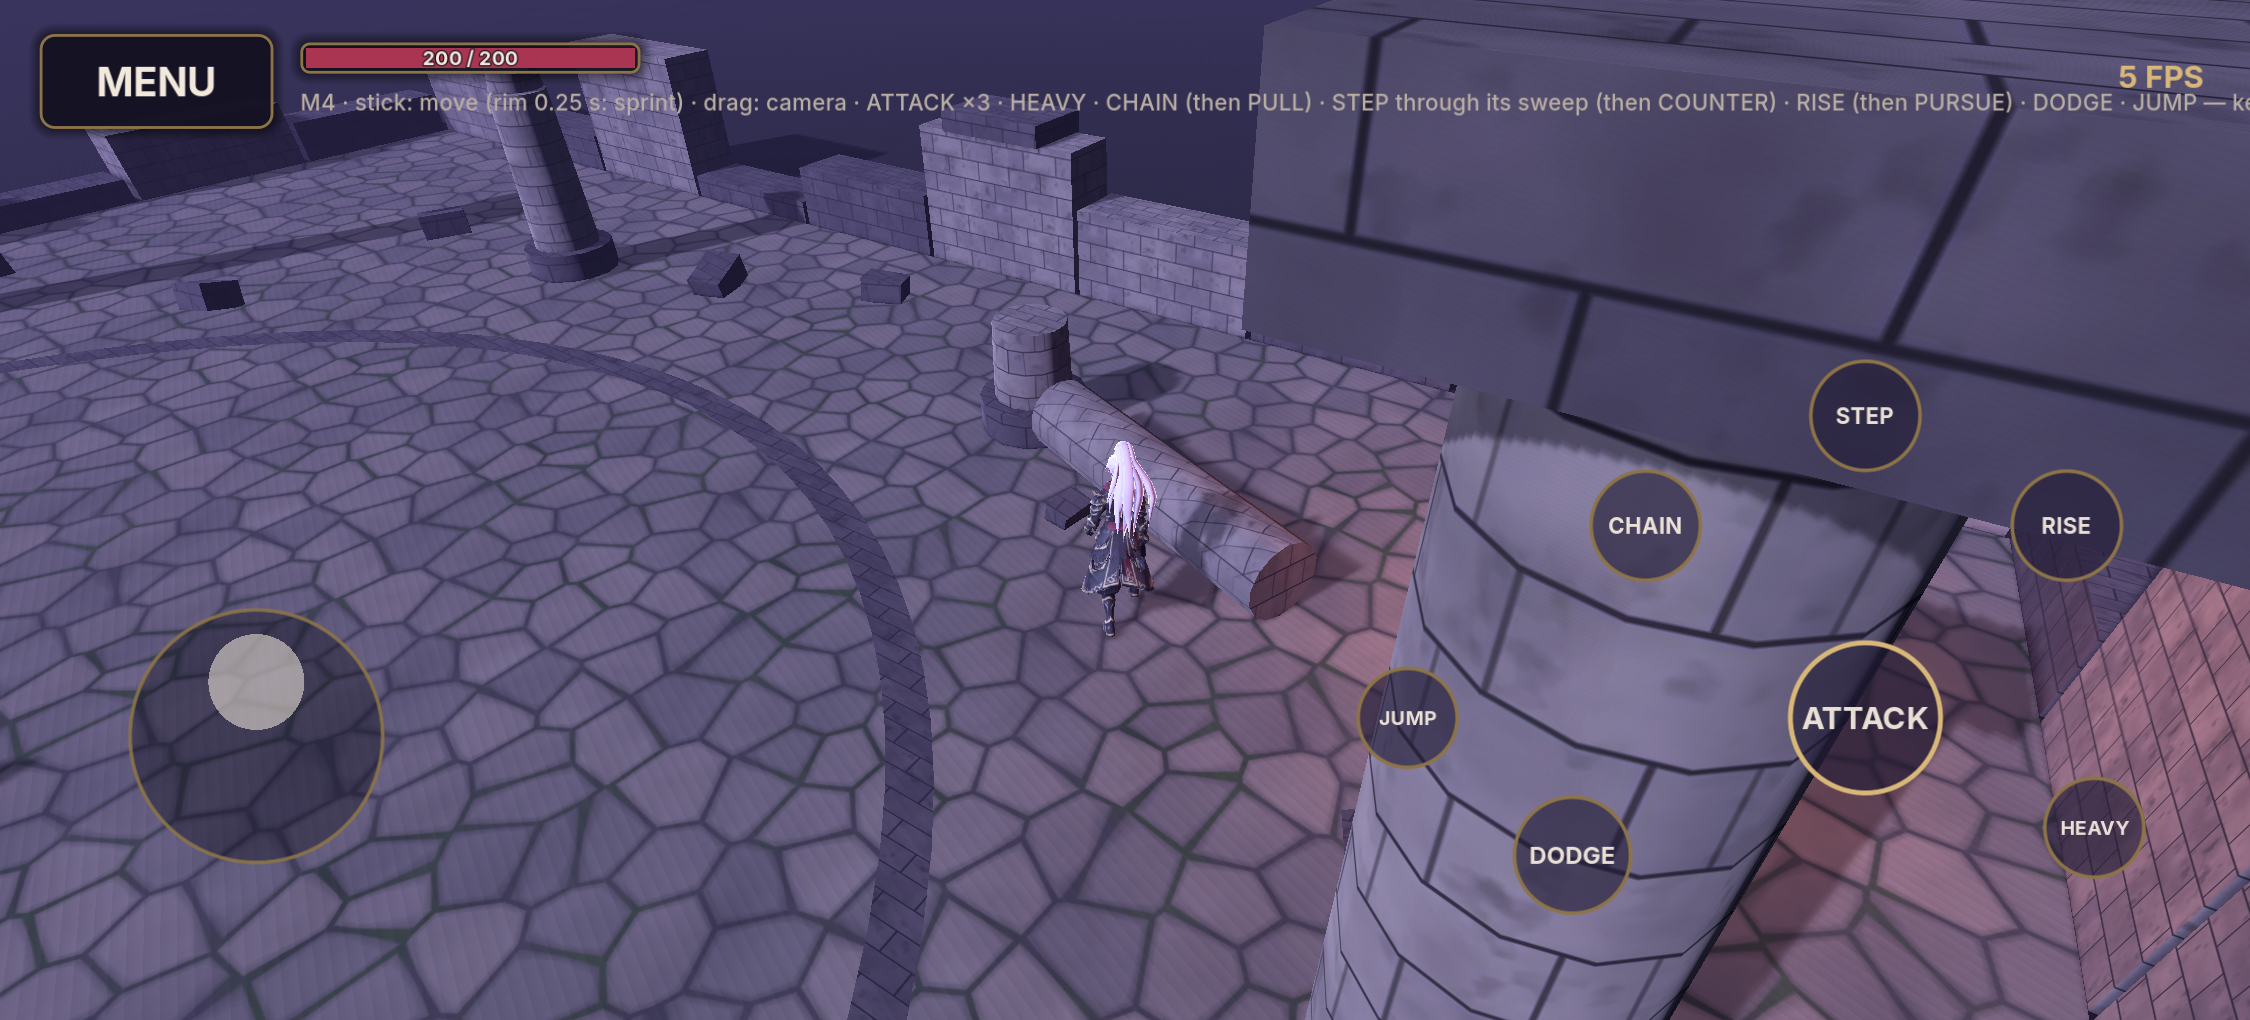 MENU
200 / 200
5 FPS
M4 · stick: move (rim 0.25 s: sprint) · drag: camera · ATTACK ×3 · HEAVY · CHAIN (then PULL) · STEP through its sweep (then COUNTER) · RISE (then PURSUE) · DODGE · JUMP —
STEP
CHAIN
RISE
JUMP
ATTACK
DODGE
HEAVY